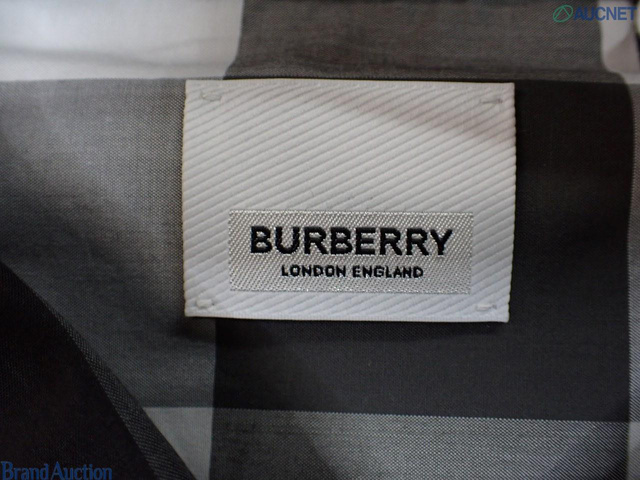 AUCNET
BURBERRY
LONDON ENGLAND
Brand Auction